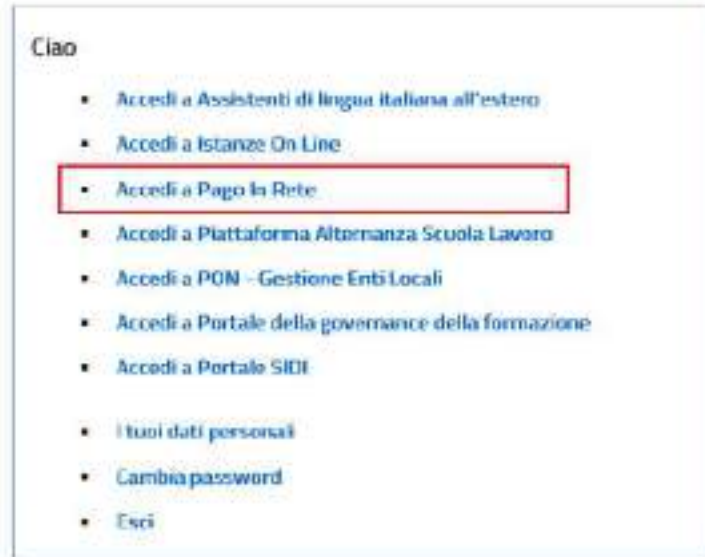 Ciao
Accedi a Assistenti di lingua italiana all'estero
Accedi a Istanze On Line
Accedi a Pago In Rete
Accedi a Piattaforma Alternanza Scuola Lavoro
Accedi a PON - Gestione Enti Locali
Accedi a Portale della governance della formazione
Accedi a Portale SIDI
I tuoi dati personali
Cambia password
Esci